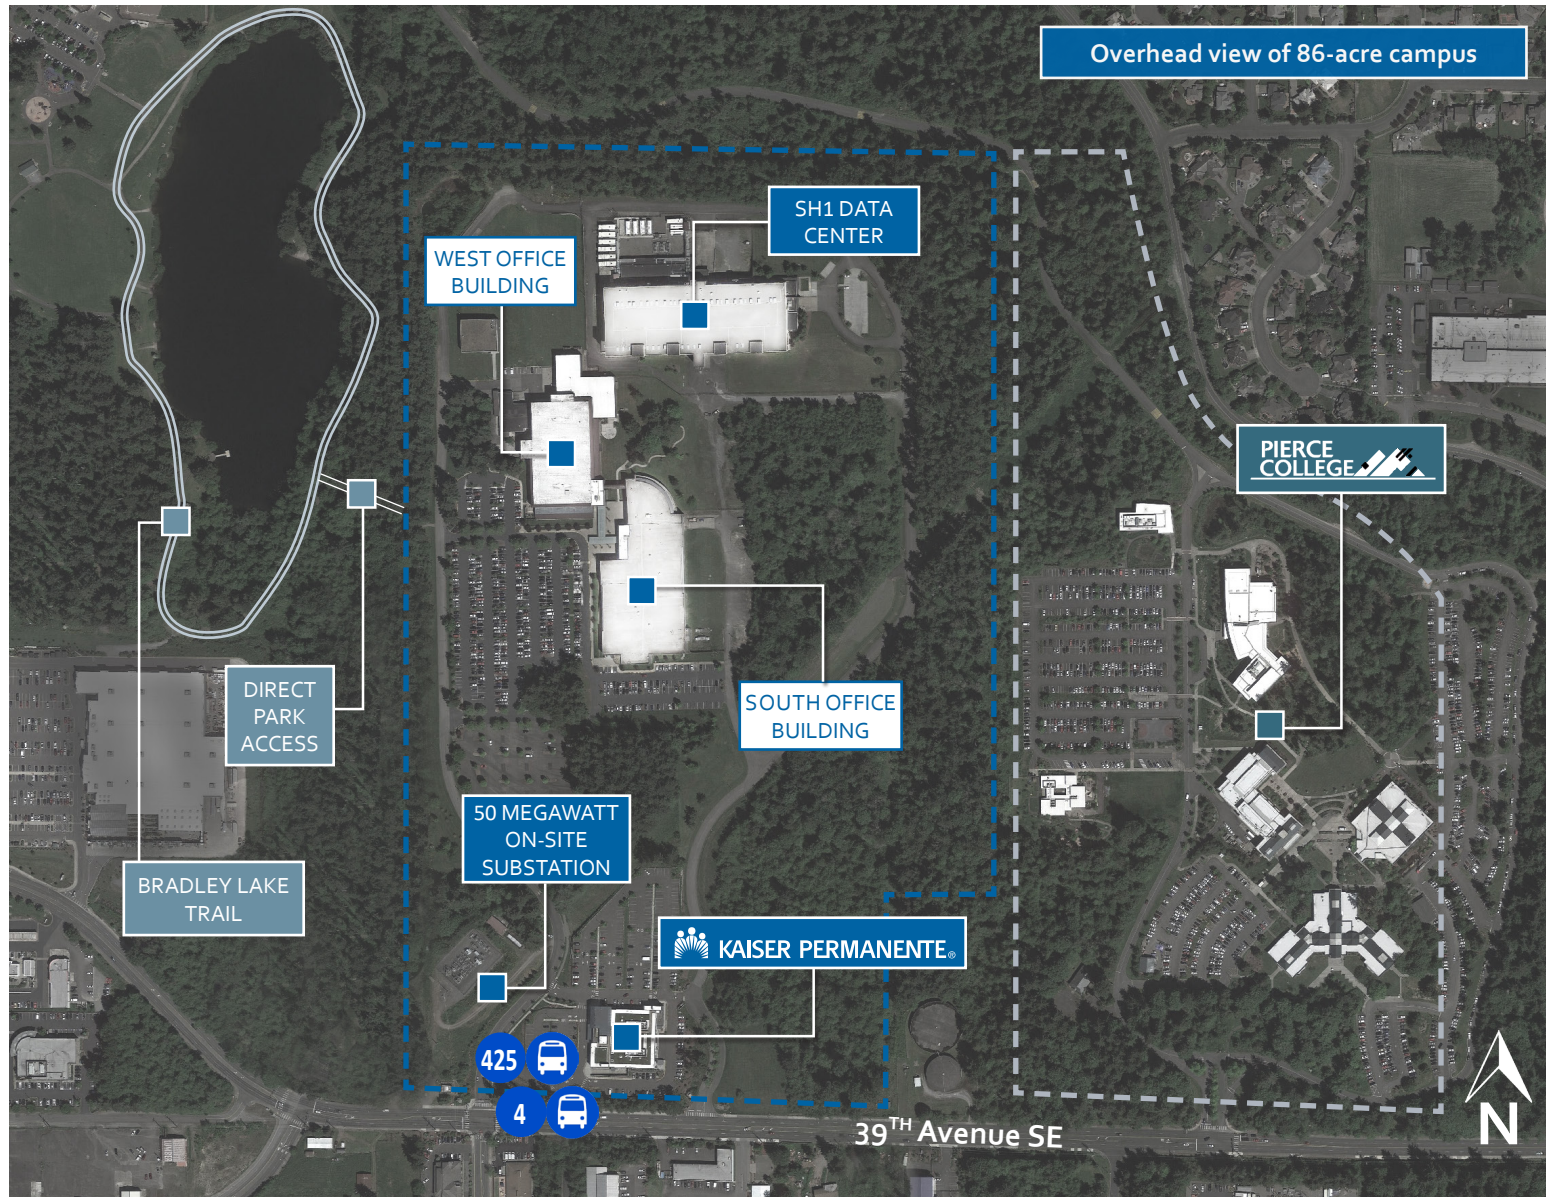 Overhead view of 86-acre campus
SH1 DATA
CENTER
WEST OFFICE
BUILDING
PIERCE
COLLEGE
DIRECT
PARK
ACCESS
SOUTH OFFICE
BUILDING
50 MEGAWATT
ON-SITE
SUBSTATION
BRADLEY LAKE
TRAIL
KAISER PERMANENTE®
425
4
39TH Avenue SE
N